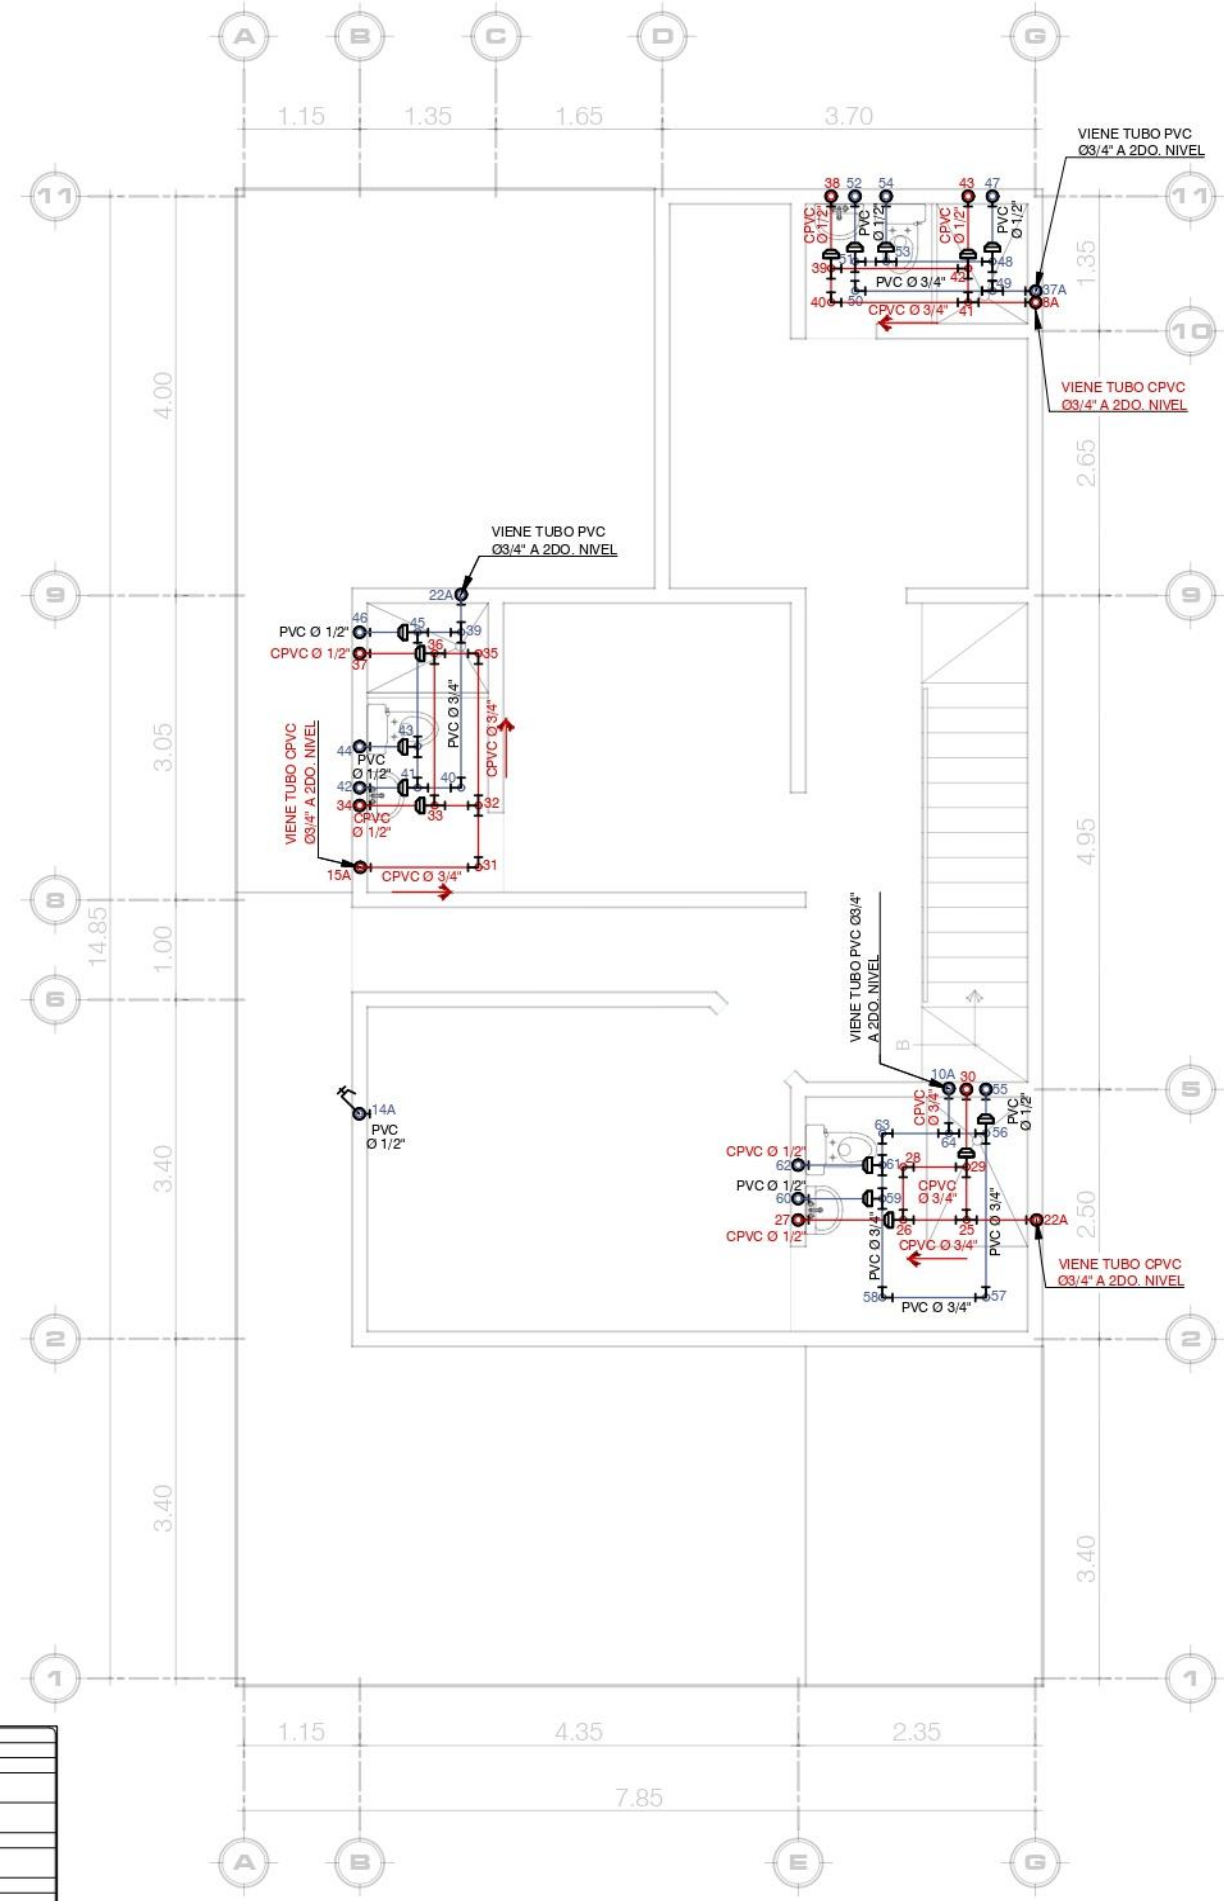 A B C D G
1.15 1.35 1.65 3.70
VIENE TUBO PVC
Ø3/4" A 2DO. NIVEL
11 11
38 52 54 43 47
CPVC
Ø 1/2"
PVC
Ø 1/2"
CPVC
Ø 1/2"
PVC
Ø 1/2"
1.35
39 51 53 42 48
PVC Ø 3/4" 49 37A
40 50 41 8A
CPVC Ø 3/4"
10
VIENE TUBO CPVC
Ø3/4" A 2DO. NIVEL
4.00
2.65
VIENE TUBO PVC
Ø3/4" A 2DO. NIVEL
9 22A 9
46 45 39
PVC Ø 1/2"
CPVC Ø 1/2" 36 35
37
PVC Ø 3/4"
CPVC Ø 3/4"
3.05
VIENE TUBO CPVC
Ø3/4" A 2DO. NIVEL
44 43
PVC
Ø 1/2"
42 41 40
34 33 32
CPVC
Ø 1/2"
4.95
31
15A CPVC Ø 3/4"
8
14.85
1.00
VIENE TUBO PVC Ø3/4"
A 2DO. NIVEL
6
B
10A 30 55
5
14A
PVC
Ø 1/2"
CPVC
Ø 3/4"
PVC
Ø 1/2"
63 64 56
CPVC Ø 1/2"
62 61 28 29
3.40
PVC Ø 1/2" CPVC
Ø 3/4"
60 59
2.50
27 26 25 22A
CPVC Ø 1/2"
PVC Ø 3/4"
CPVC Ø 3/4"
PVC Ø 3/4"
VIENE TUBO CPVC
Ø3/4" A 2DO. NIVEL
58 57
PVC Ø 3/4"
2 2
3.40
3.40
1 1
1.15 4.35 2.35
7.85
A B E G